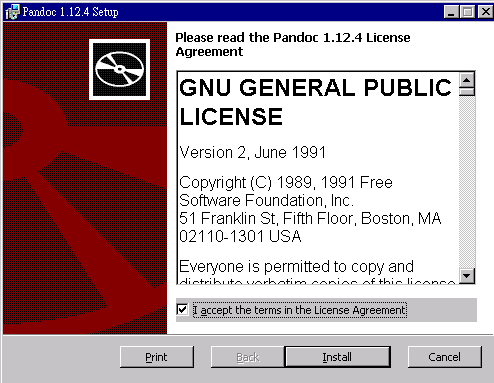 Pandoc 1.12.4 Setup
Please read the Pandoc 1.12.4 License
Agreement
GNU GENERAL PUBLIC
LICENSE
Version 2, June 1991
Copyright (C) 1989, 1991 Free
Software Foundation, Inc.
51 Franklin St, Fifth Floor, Boston, MA
02110-1301 USA
Everyone is permitted to copy and
distribute verbatim copies of this license
I accept the terms in the License Agreement
Print
Back
Install
Cancel